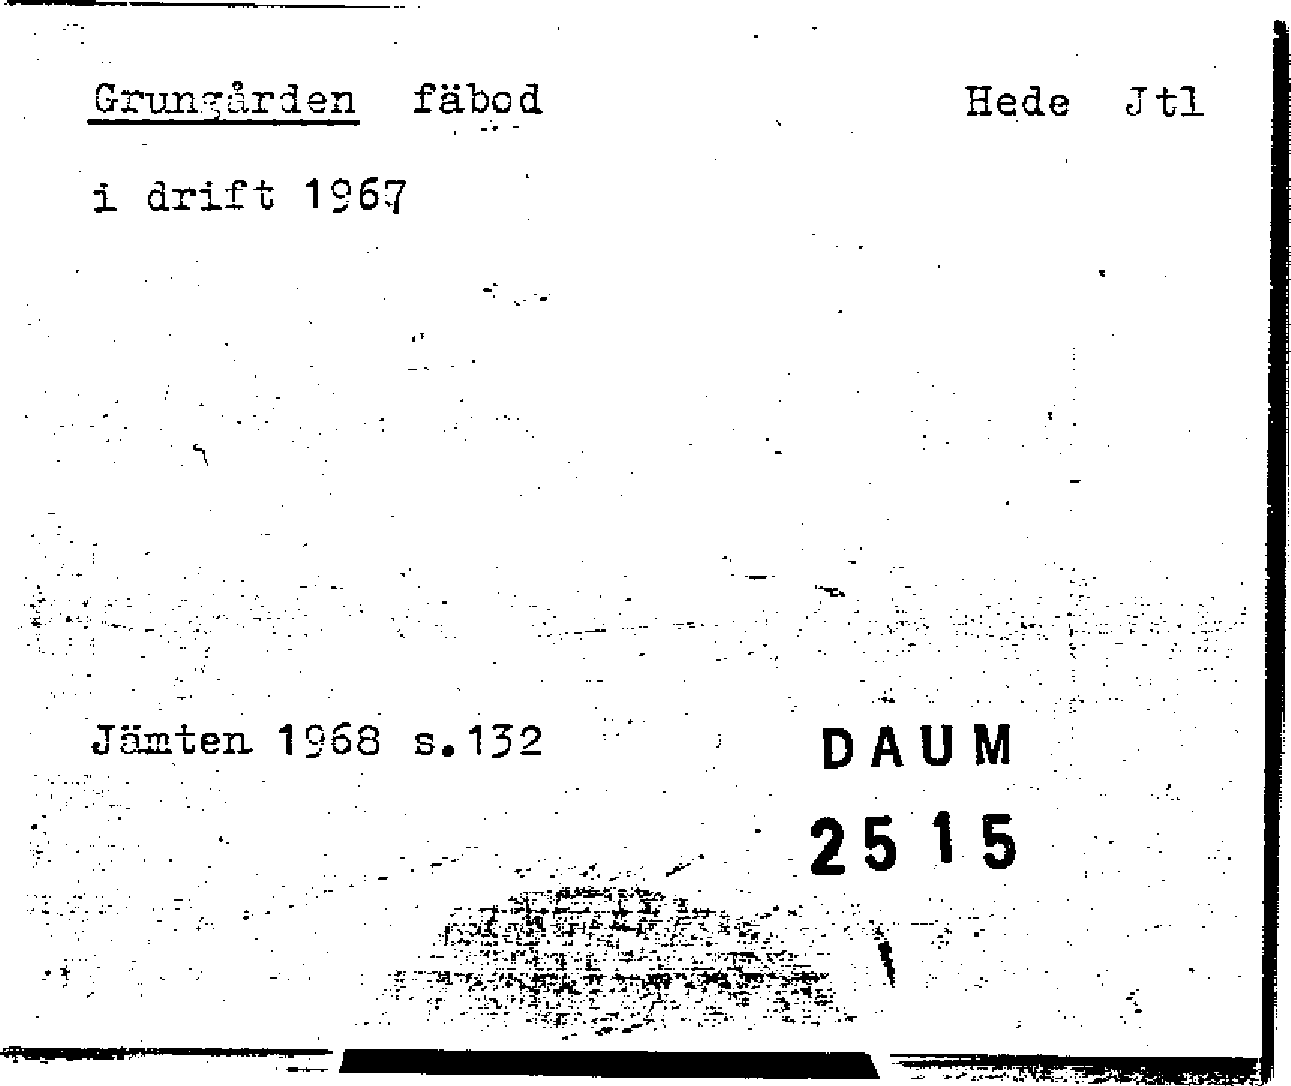 Grungården fäbod Hede Jtl
i drift 1967
Jämten 1968 s.132
DAUM
2515